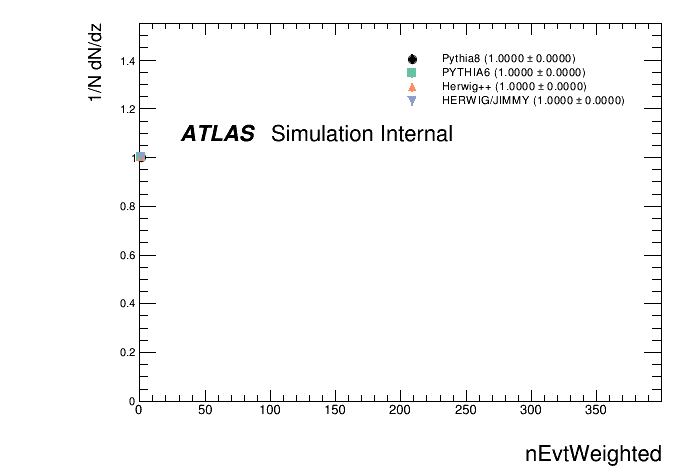 1/N dN/dz
Pythia8 (1.0000 ± 0.0000)
PYTHIA6 (1.0000 ± 0.0000)
Herwig++ (1.0000 ± 0.0000)
HERWIG/JIMMY (1.0000 ± 0.0000)
ATLAS Simulation Internal
1.4
1.2
1
0.8
0.6
0.4
0.2
0
0 50 100 150 200 250 300 350
nEvtWeighted